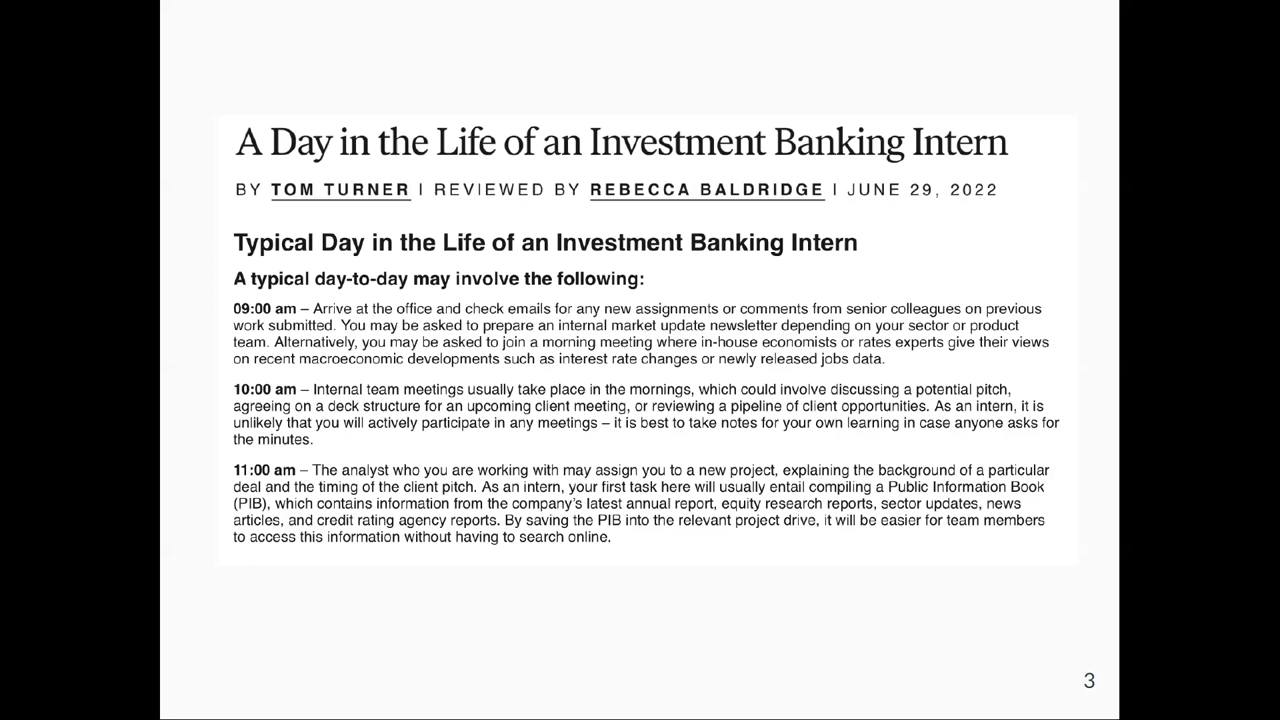 A Day in the Life of an Investment Banking Intern
BY TOM TURNER | REVIEWED BY REBECCA BALDRIDGE | JUNE 29, 2022
Typical Day in the Life of an Investment Banking Intern
A typical day-to-day may involve the following:
09:00 am – Arrive at the office and check emails for any new assignments or comments from senior colleagues on previous
work submitted. You may be asked to prepare an internal market update newsletter depending on your sector or product
team. Alternatively, you may be asked to join a morning meeting where in-house economists or rates experts give their views
on recent macroeconomic developments such as interest rate changes or newly released jobs data.
10:00 am – Internal team meetings usually take place in the mornings, which could involve discussing a potential pitch,
agreeing on a deck structure for an upcoming client meeting, or reviewing a pipeline of client opportunities. As an intern, it is
unlikely that you will actively participate in any meetings – it is best to take notes for your own learning in case anyone asks for
the minutes.
11:00 am – The analyst who you are working with may assign you to a new project, explaining the background of a particular
deal and the timing of the client pitch. As an intern, your first task here will usually entail compiling a Public Information Book
(PIB), which contains information from the company's latest annual report, equity research reports, sector updates, news
articles, and credit rating agency reports. By saving the PIB into the relevant project drive, it will be easier for team members
to access this information without having to search online.
3